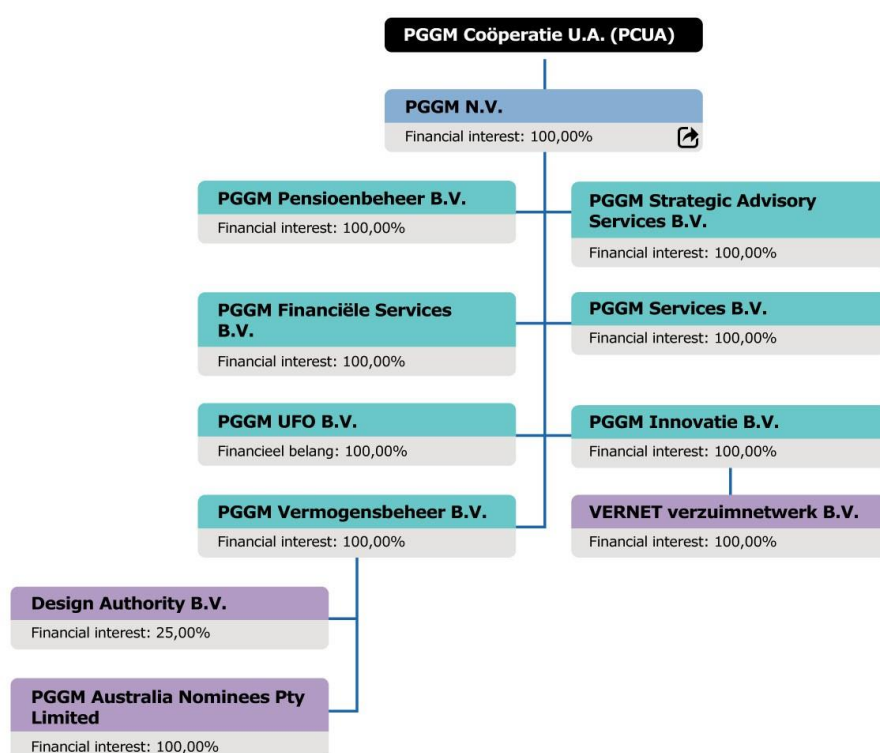 PGGM Coöperatie U.A. (PCUA)
PGGM N.V.
Financial interest: 100,00%
PGGM Pensioenbeheer B.V.
Financial interest: 100,00%
PGGM Strategic Advisory
Services B.V.
Financial interest: 100,00%
PGGM Financiële Services
B.V.
Financial interest: 100,00%
PGGM Services B.V.
Financial interest: 100,00%
PGGM UFO B.V.
Financieel belang: 100,00%
PGGM Innovatie B.V.
Financial interest: 100,00%
PGGM Vermogensbeheer B.V.
Financial interest: 100,00%
VERNET verzuimnetwerk B.V.
Financial interest: 100,00%
Design Authority B.V.
Financial interest: 25,00%
PGGM Australia Nominees Pty
Limited
Financial interest: 100,00%